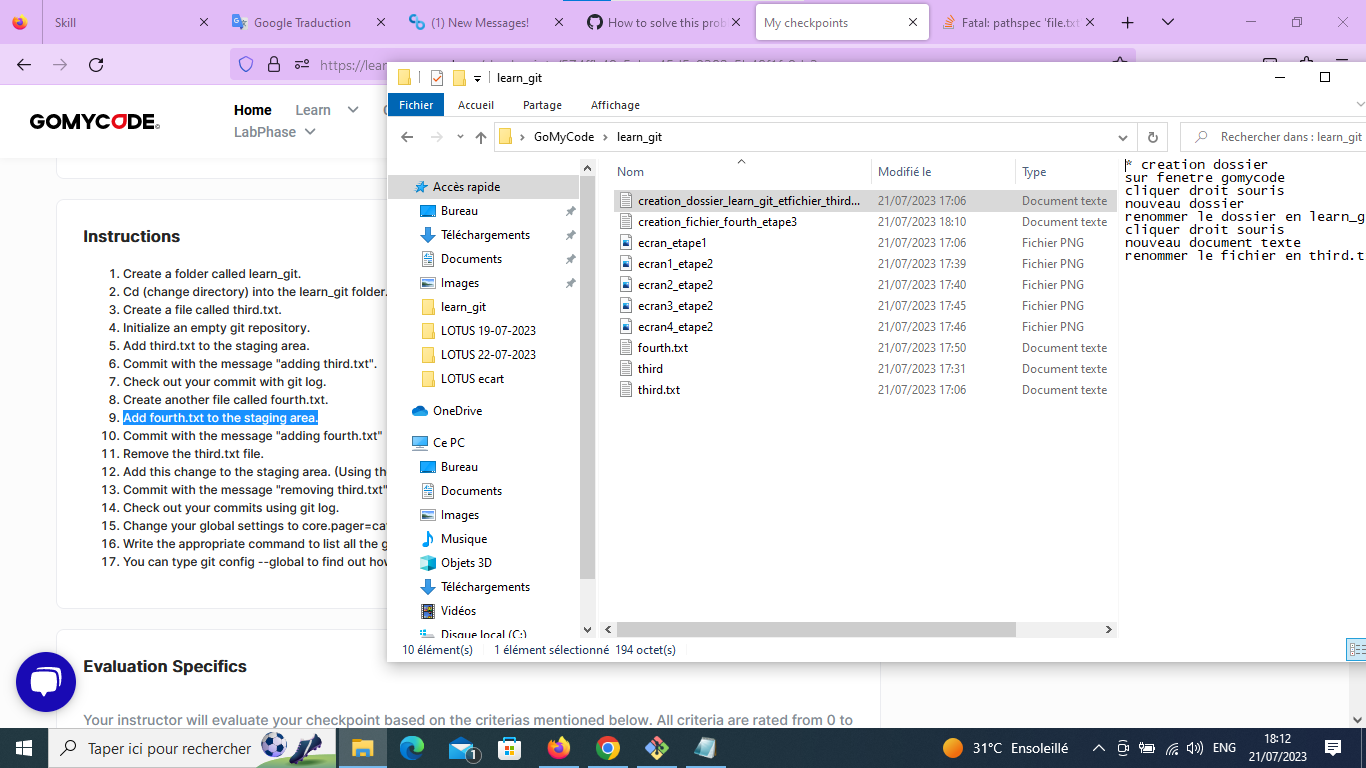 Skill
Google Traduction
(1) New Messages!
How to solve this prob
My checkpoints
Fatal: pathspec 'file.txt
https://lear
learn_git
GOMYCODE
Home
Learn
LabPhase
Fichier
Accueil
Partage
Affichage
GoMyCode
learn_git
Rechercher dans : learn_git
Instructions
1. Create a folder called learn_git.
2. Cd (change directory) into the learn_git folder.
3. Create a file called third.txt.
4. Initialize an empty git repository.
5. Add third.txt to the staging area.
6. Commit with the message "adding third.txt".
7. Check out your commit with git log.
8. Create another file called fourth.txt.
9. Add fourth.txt to the staging area.
10. Commit with the message "adding fourth.txt"
11. Remove the third.txt file.
12. Add this change to the staging area. (Using th
13. Commit with the message "removing third.txt"
14. Check out your commits using git log.
15. Change your global settings to core.pager=ca
16. Write the appropriate command to list all the g
17. You can type git config --global to find out how
Evaluation Specifics
Your instructor will evaluate your checkpoint based on the criterias mentioned below. All criteria are rated from 0 to
Accès rapide
Bureau
Téléchargements
Documents
Images
learn_git
LOTUS 19-07-2023
LOTUS 22-07-2023
LOTUS ecart
OneDrive
Ce PC
Bureau
Documents
Images
Musique
Objets 3D
Téléchargements
Vidéos
Disque local (C:)
Nom
Modifié le
Type
creation_dossier_learn_git_etfichier_third... 21/07/2023 17:06 Document texte
creation_fichier_fourth_etape3 21/07/2023 18:10 Document texte
ecran_etape1 21/07/2023 17:06 Fichier PNG
ecran1_etape2 21/07/2023 17:39 Fichier PNG
ecran2_etape2 21/07/2023 17:40 Fichier PNG
ecran3_etape2 21/07/2023 17:45 Fichier PNG
ecran4_etape2 21/07/2023 17:46 Fichier PNG
fourth.txt 21/07/2023 17:50 Document texte
third 21/07/2023 17:31 Document texte
third.txt 21/07/2023 17:06 Document texte
* creation dossier
sur fenetre gomycode
cliquer droit souris
nouveau dossier
renommer le dossier en learn_g
cliquer droit souris
nouveau document texte
renommer le fichier en third.t
10 élément(s)
1 élément sélectionné 194 octet(s)
Taper ici pour rechercher
1
31°C Ensoleillé
ENG
18:12
21/07/2023